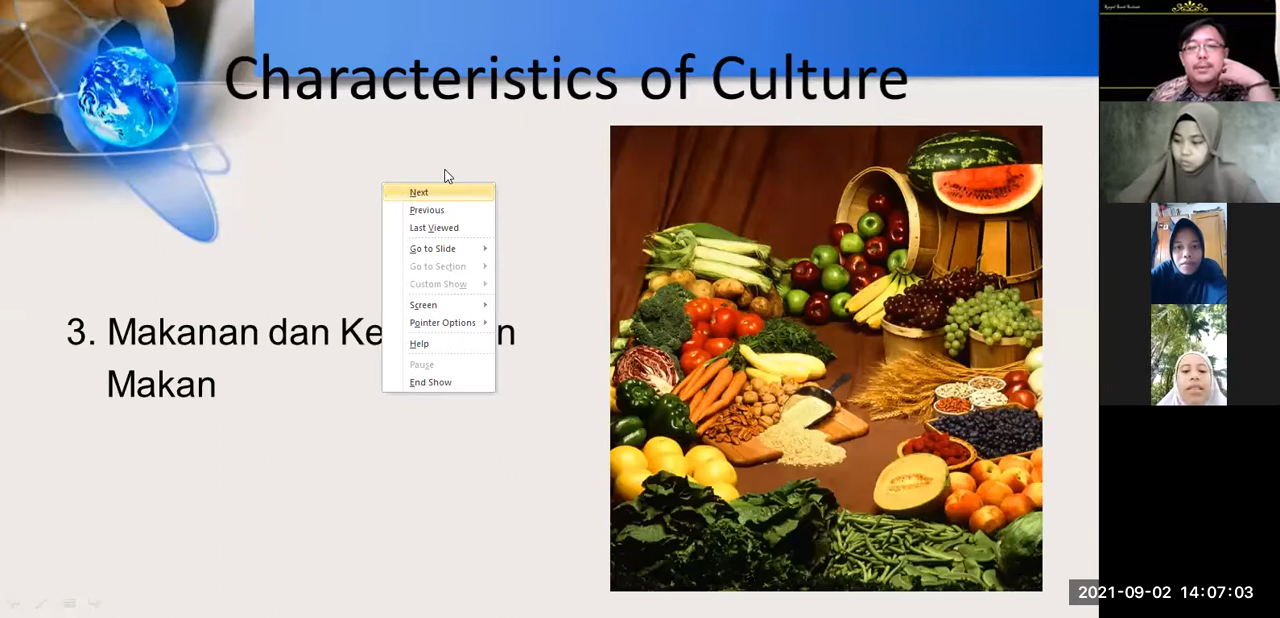 Characteristics of Culture
Next
Previous
Last Viewed
Go to Slide
Go to Section
Custom Show
Screen
Pointer Options
Help
Pause
End Show
3. Makanan dan Ke n
Makan
2021-09-02 14:07:03